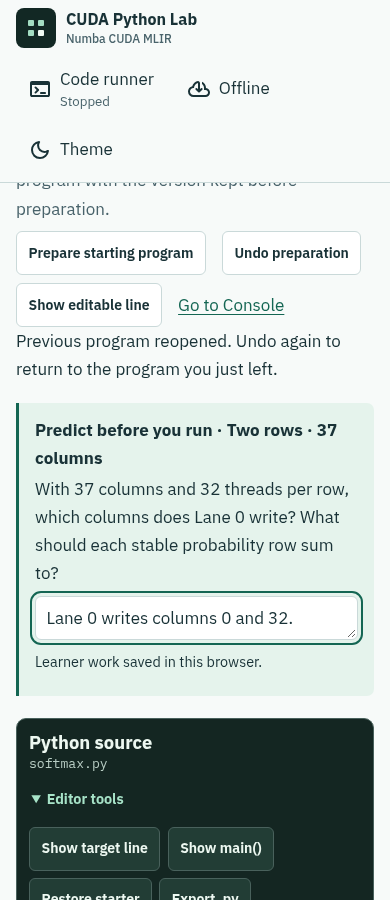 CUDA Python Lab
Numba CUDA MLIR
Code runner
Stopped
Offline
Theme
program with the version kept before
preparation.
Prepare starting program
Undo preparation
Show editable line
Go to Console
Previous program reopened. Undo again to
return to the program you just left.
Predict before you run · Two rows · 37
columns
With 37 columns and 32 threads per row,
which columns does Lane 0 write? What
should each stable probability row sum
to?
Lane 0 writes columns 0 and 32.
Learner work saved in this browser.
Python source
softmax.py
▼ Editor tools
Show target line
Show main()
Restore starter
Export .py